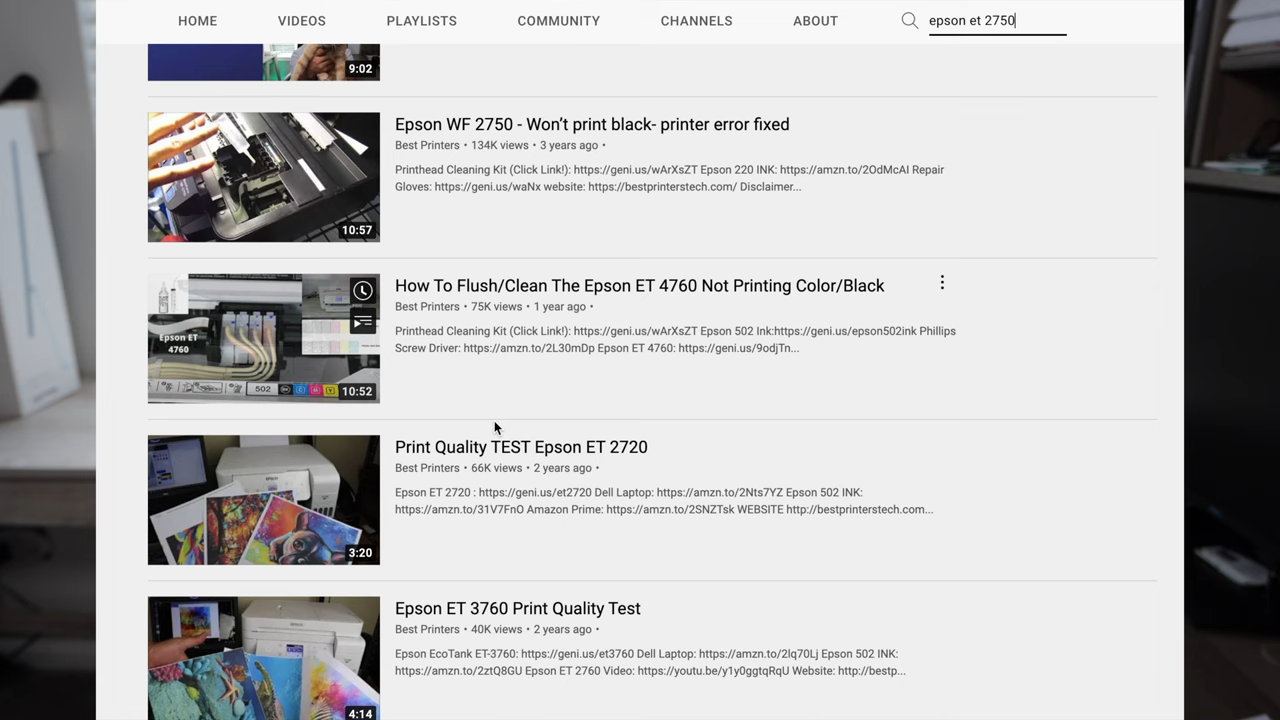 HOME VIDEOS PLAYLISTS COMMUNITY CHANNELS ABOUT epson et 2750
9:02
Epson WF 2750 - Won’t print black- printer error fixed
Best Printers • 134K views • 3 years ago •
Printhead Cleaning Kit (Click Link!): https://geni.us/wArXsZT Epson 220 INK: https://amzn.to/2OdMcAI Repair
Gloves: https://geni.us/waNx website: https://bestprinterstech.com/ Disclaimer...
10:57
How To Flush/Clean The Epson ET 4760 Not Printing Color/Black
Best Printers • 75K views • 1 year ago •
Printhead Cleaning Kit (Click Link!): https://geni.us/wArXsZT Epson 502 Ink:https://geni.us/epson502ink Phillips
Screw Driver: https://amzn.to/2L30mDp Epson ET 4760: https://geni.us/9odjTn...
Epson ET
4760
502
10:52
Print Quality TEST Epson ET 2720
Best Printers • 66K views • 2 years ago •
Epson ET 2720 : https://geni.us/et2720 Dell Laptop: https://amzn.to/2Nts7YZ Epson 502 INK:
https://amzn.to/31V7FnO Amazon Prime: https://amzn.to/2SNZTsk WEBSITE http://bestprinterstech.com...
3:20
Epson ET 3760 Print Quality Test
Best Printers • 40K views • 2 years ago •
Epson EcoTank ET-3760: https://geni.us/et3760 Dell Laptop: https://amzn.to/2lq70Lj Epson 502 INK:
https://amzn.to/2ztQ8GU Epson ET 2760 Video: https://youtu.be/y1y0ggtqRqU Website: http://bestp...
4:14